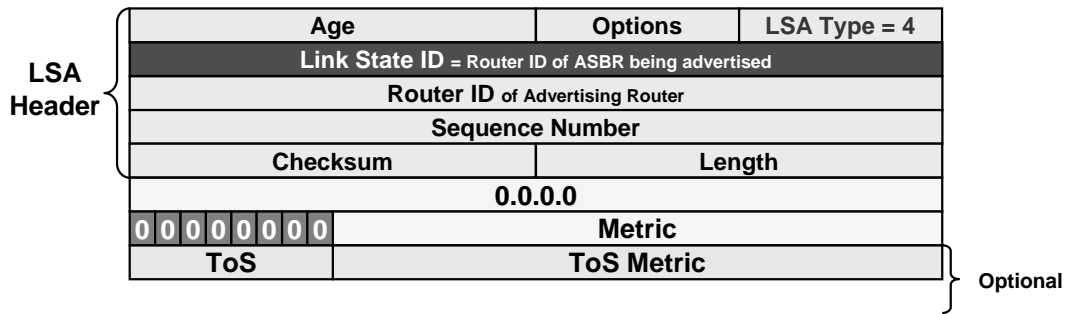 Age Options LSA Type = 4
Link State ID = Router ID of ASBR being advertised
LSA
Header
Router ID of Advertising Router
Sequence Number
Checksum Length
0.0.0.0
0 0 0 0 0 0 0 0 Metric
ToS ToS Metric
Optional